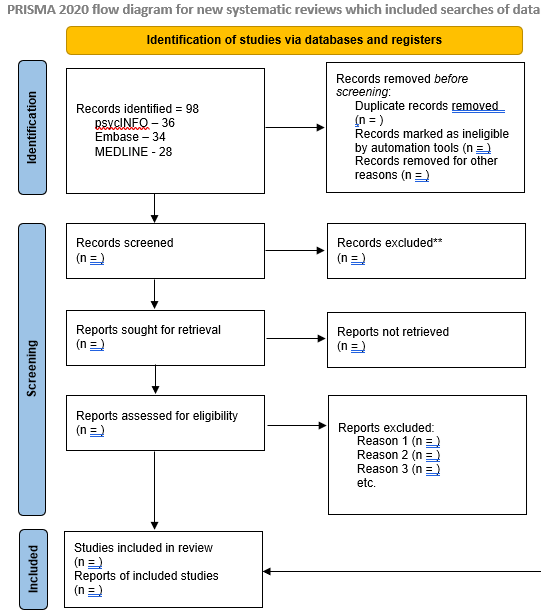 PRISMA 2020 flow diagram for new systematic reviews which included searches of data
Identification of studies via databases and registers
Identification
Records identified = 98
psycINFO – 36
Embase – 34
MEDLINE - 28
Records removed before
screening:
Duplicate records removed
(n = )
Records marked as ineligible
by automation tools (n = )
Records removed for other
reasons (n = )
Screening
Records screened
(n = )
Records excluded**
(n = )
Reports sought for retrieval
(n = )
Reports not retrieved
(n = )
Reports assessed for eligibility
(n = )
Reports excluded:
Reason 1 (n = )
Reason 2 (n = )
Reason 3 (n = )
etc.
Included
Studies included in review
(n = )
Reports of included studies
(n = )